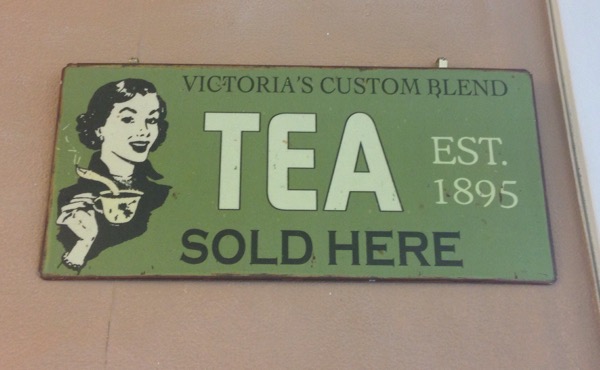 VICTORIA'S CUSTOM BLEND
TEA
EST.
1895
SOLD HERE